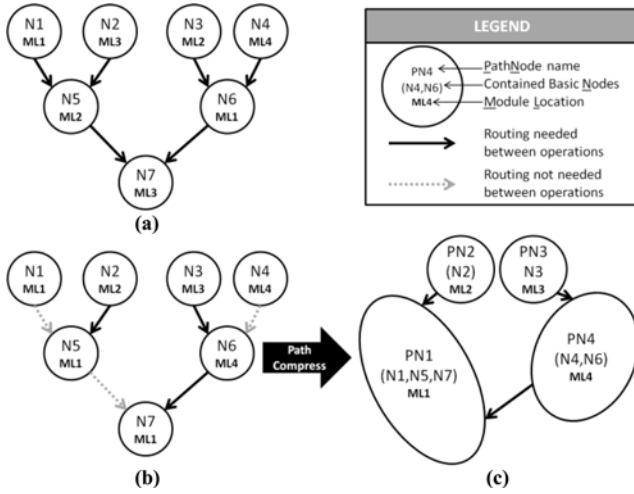 N1
ML1
N2
ML3
N3
ML2
N4
ML4
N5
ML2
N6
ML1
N7
ML3
(a)
LEGEND
PN4
(N4,N6)
ML4
PathNode name
Contained Basic Nodes
Module Location
Routing needed
between operations
Routing not needed
between operations
N1
ML1
N2
ML2
N3
ML3
N4
ML4
N5
ML1
N6
ML4
N7
ML1
(b)
Path
Compress
PN2
(N2)
ML2
PN3
N3
ML3
PN1
(N1,N5,N7)
ML1
PN4
(N4,N6)
ML4
(c)